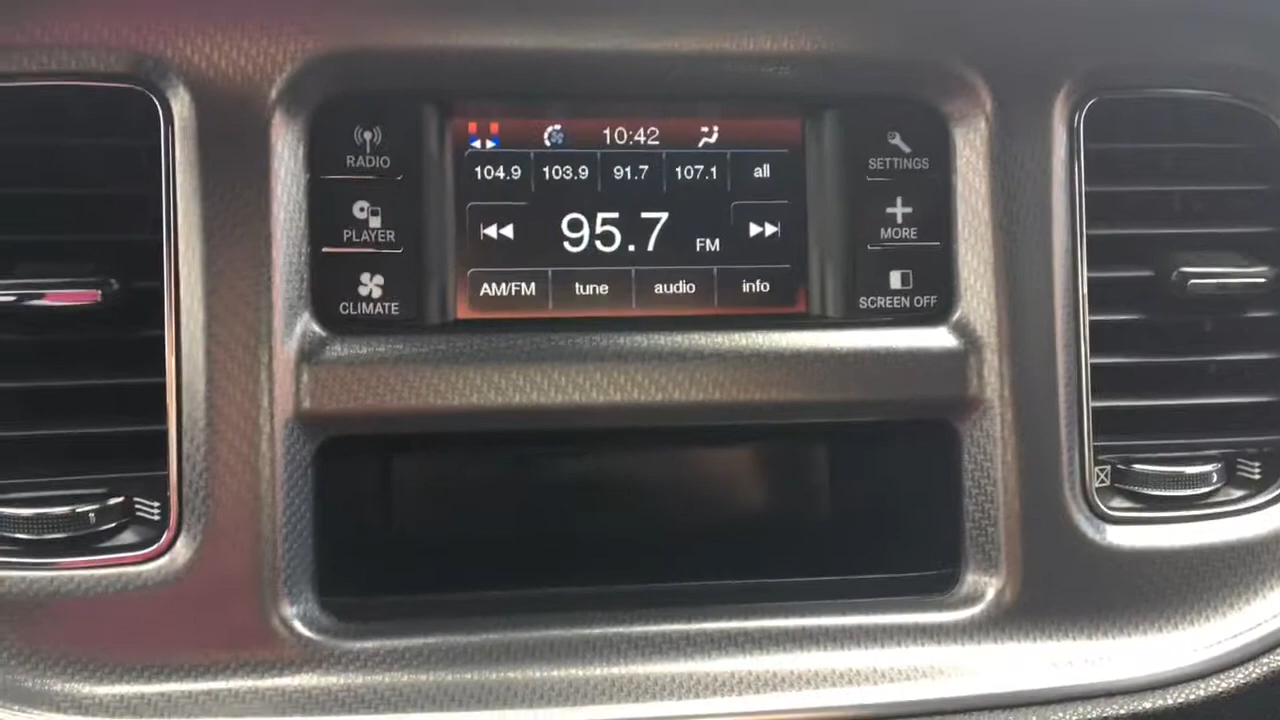 RADIO
PLAYER
CLIMATE
10:42
104.9 103.9 91.7 107.1 all
95.7 FM
AM/FM tune audio info
SETTINGS
MORE
SCREEN OFF